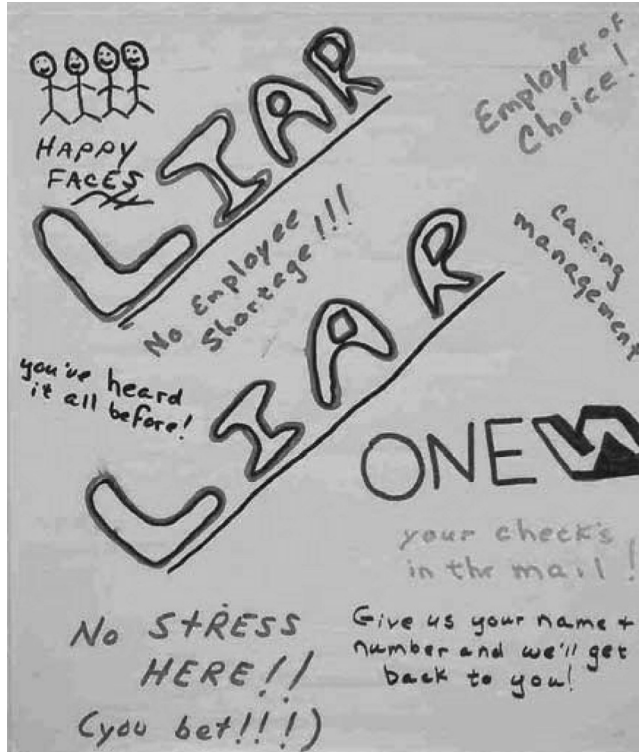 HAPPY
FACES
LIAR
Employer of
Choice!
No Employee
Shortage!!!
Caring
management
LIAR
you've heard
it all before!
ONE VA
your check's
in the mail!
No StRESS
HERE!!
(you bet!!!)
Give us your name +
number and we'll get
back to you!